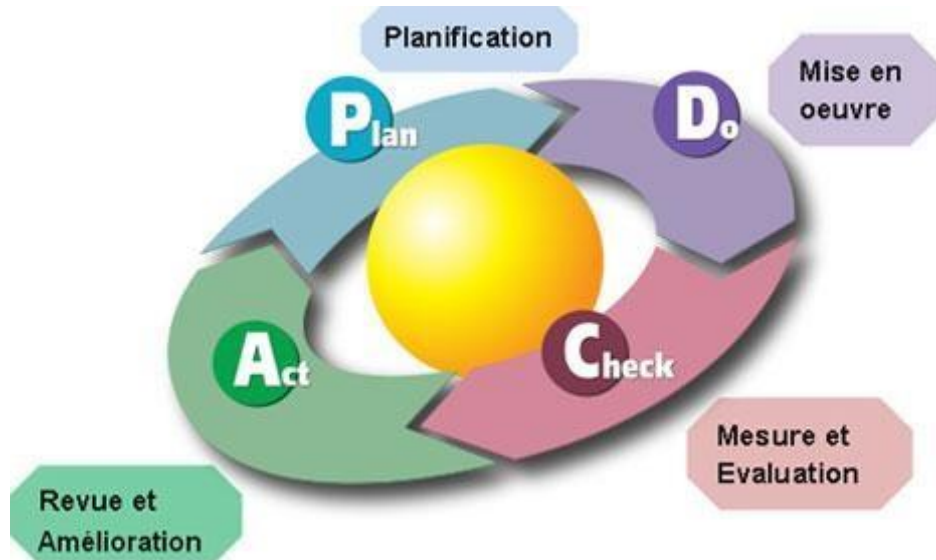 Planification
Plan
Do
Mise en
oeuvre
Act
Check
Mesure et
Evaluation
Revue et
Amélioration